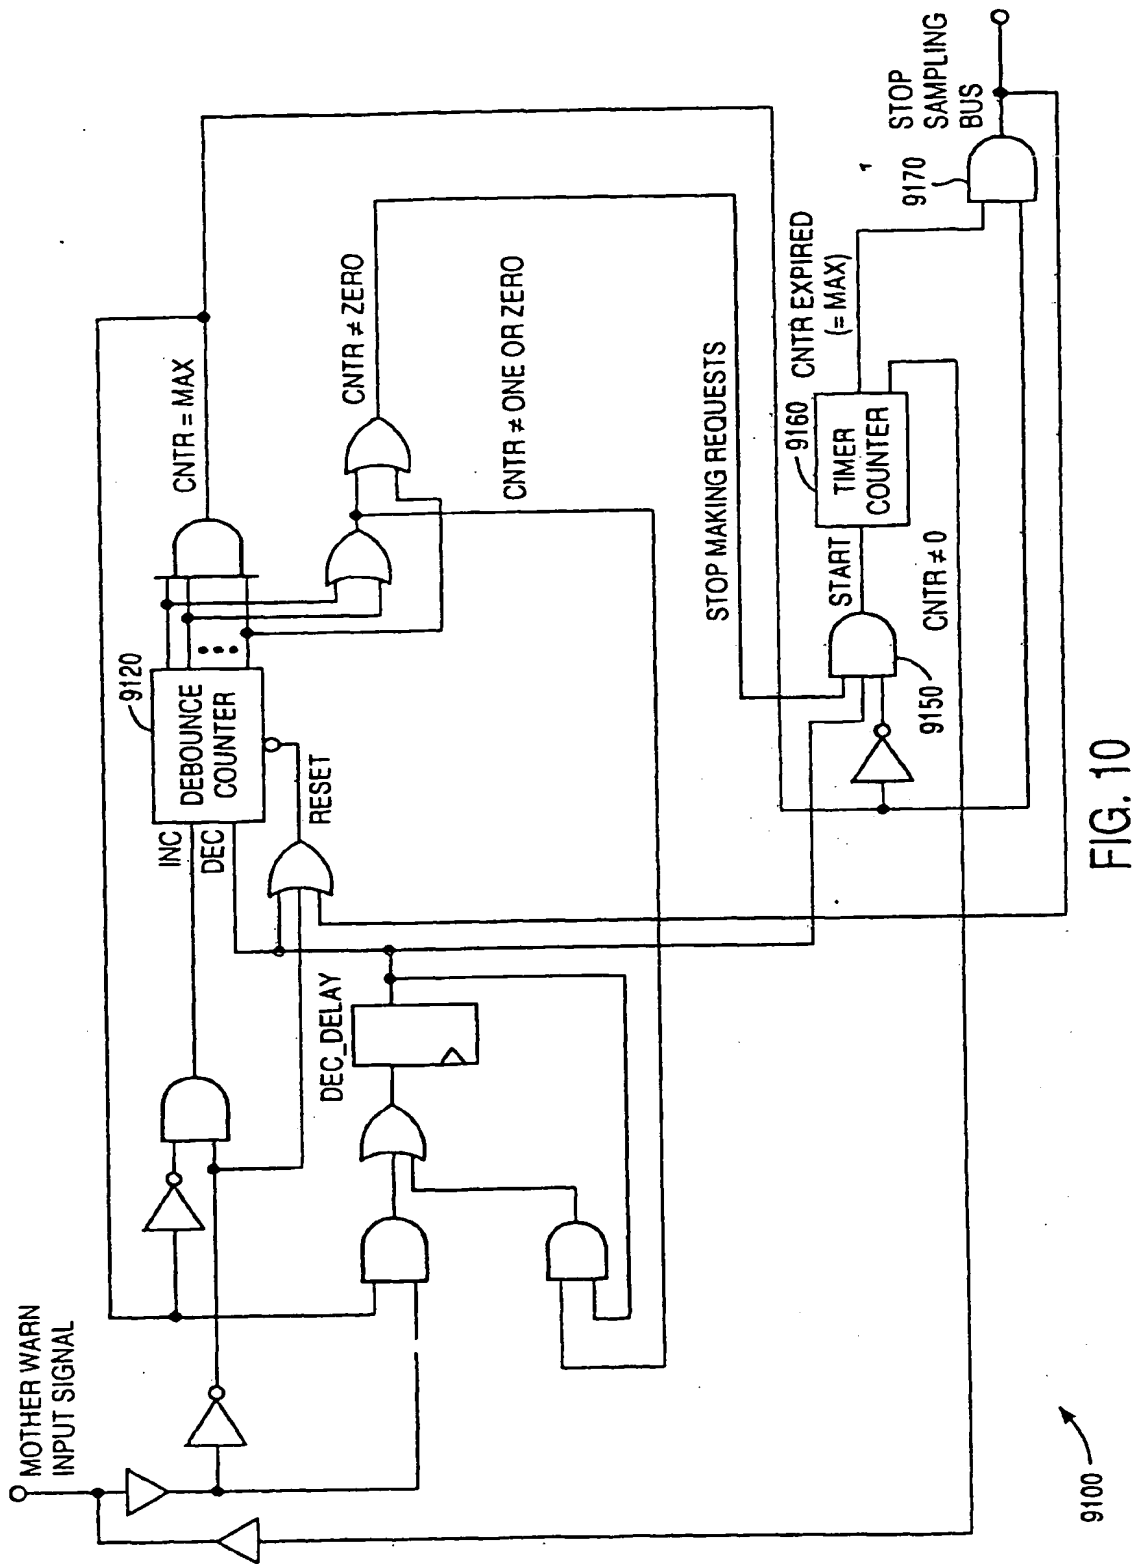 MOTHER WARN
INPUT SIGNAL
INC
DEC
9120
DEBOUNCE
COUNTER
RESET
DEC_DELAY
CNTR = MAX
CNTR ≠ ZERO
CNTR ≠ ONE OR ZERO
STOP MAKING REQUESTS
START
9150
9160
TIMER
COUNTER
CNTR EXPIRED
(= MAX)
CNTR ≠ 0
9170
STOP
SAMPLING
BUS
9100
FIG. 10